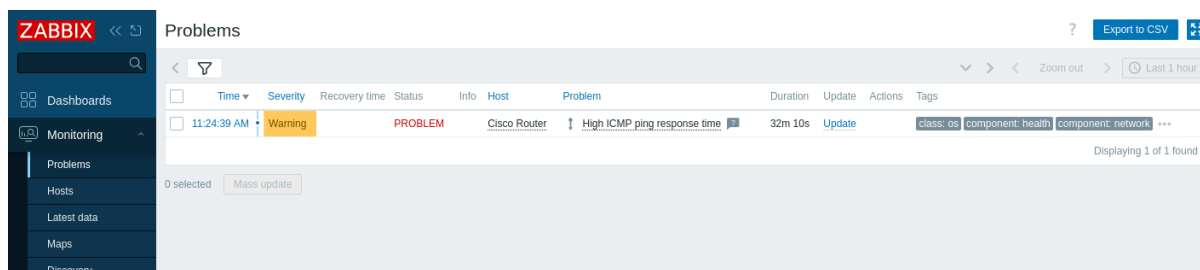 ZABBIX
Problems
? Export to CSV
Zoom out Last 1 hour
Dashboards
Monitoring
Problems
Hosts
Latest data
Maps
Discovery
Time Severity Recovery time Status Info Host Problem Duration Update Actions Tags
11:24:39 AM Warning PROBLEM Cisco Router High ICMP ping response time ? 32m 10s Update class: os component: health component: network •••
Displaying 1 of 1 found
0 selected Mass update